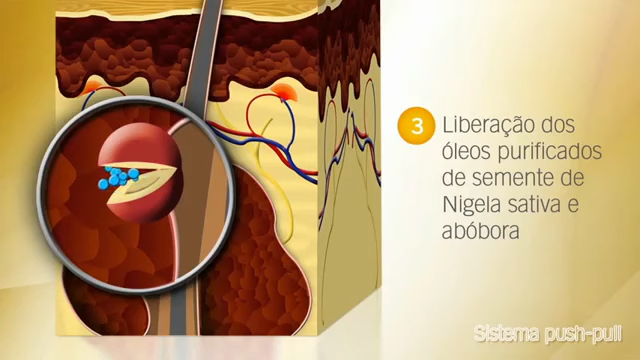 3
Liberação dos
óleos purificados
de semente de
Nigela sativa e
abóbora
Sistema push-pull